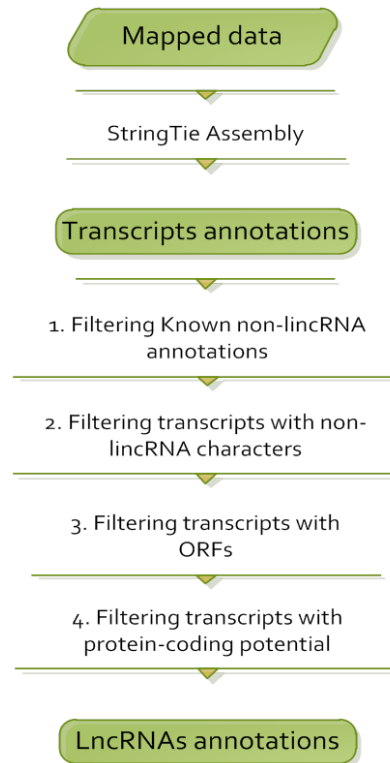 Mapped data
StringTie Assembly
Transcripts annotations
1. Filtering Known non-lincRNA
annotations
2. Filtering transcripts with non-
lincRNA characters
3. Filtering transcripts with
ORFs
4. Filtering transcripts with
protein-coding potential
LncRNAs annotations